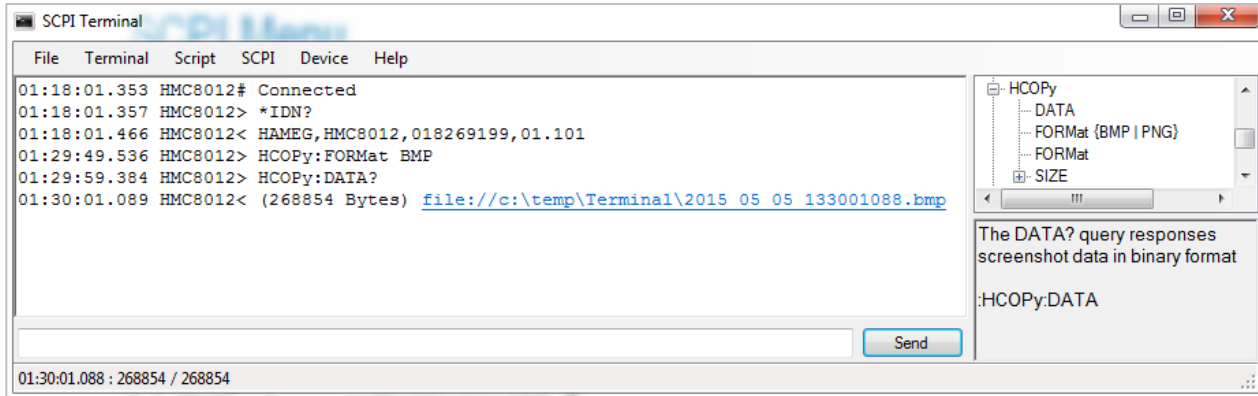 SCPI Terminal
SCPI Menu
File Terminal Script SCPI Device Help
01:18:01.353 HMC8012# Connected
01:18:01.357 HMC8012> *IDN?
01:18:01.466 HMC8012< HAMEG,HMC8012,018269199,01.101
01:29:49.536 HMC8012> HCOPy:FORMat BMP
01:29:59.384 HMC8012> HCOPy:DATA?
01:30:01.089 HMC8012< (268854 Bytes) file://c:\temp\Terminal\2015_05_05_133001088.bmp
HCOPy
DATA
FORMat {BMP | PNG}
FORMat
SIZE
The DATA? query responses
screenshot data in binary format
:HCOPy:DATA
Send
01:30:01.088 : 268854 / 268854